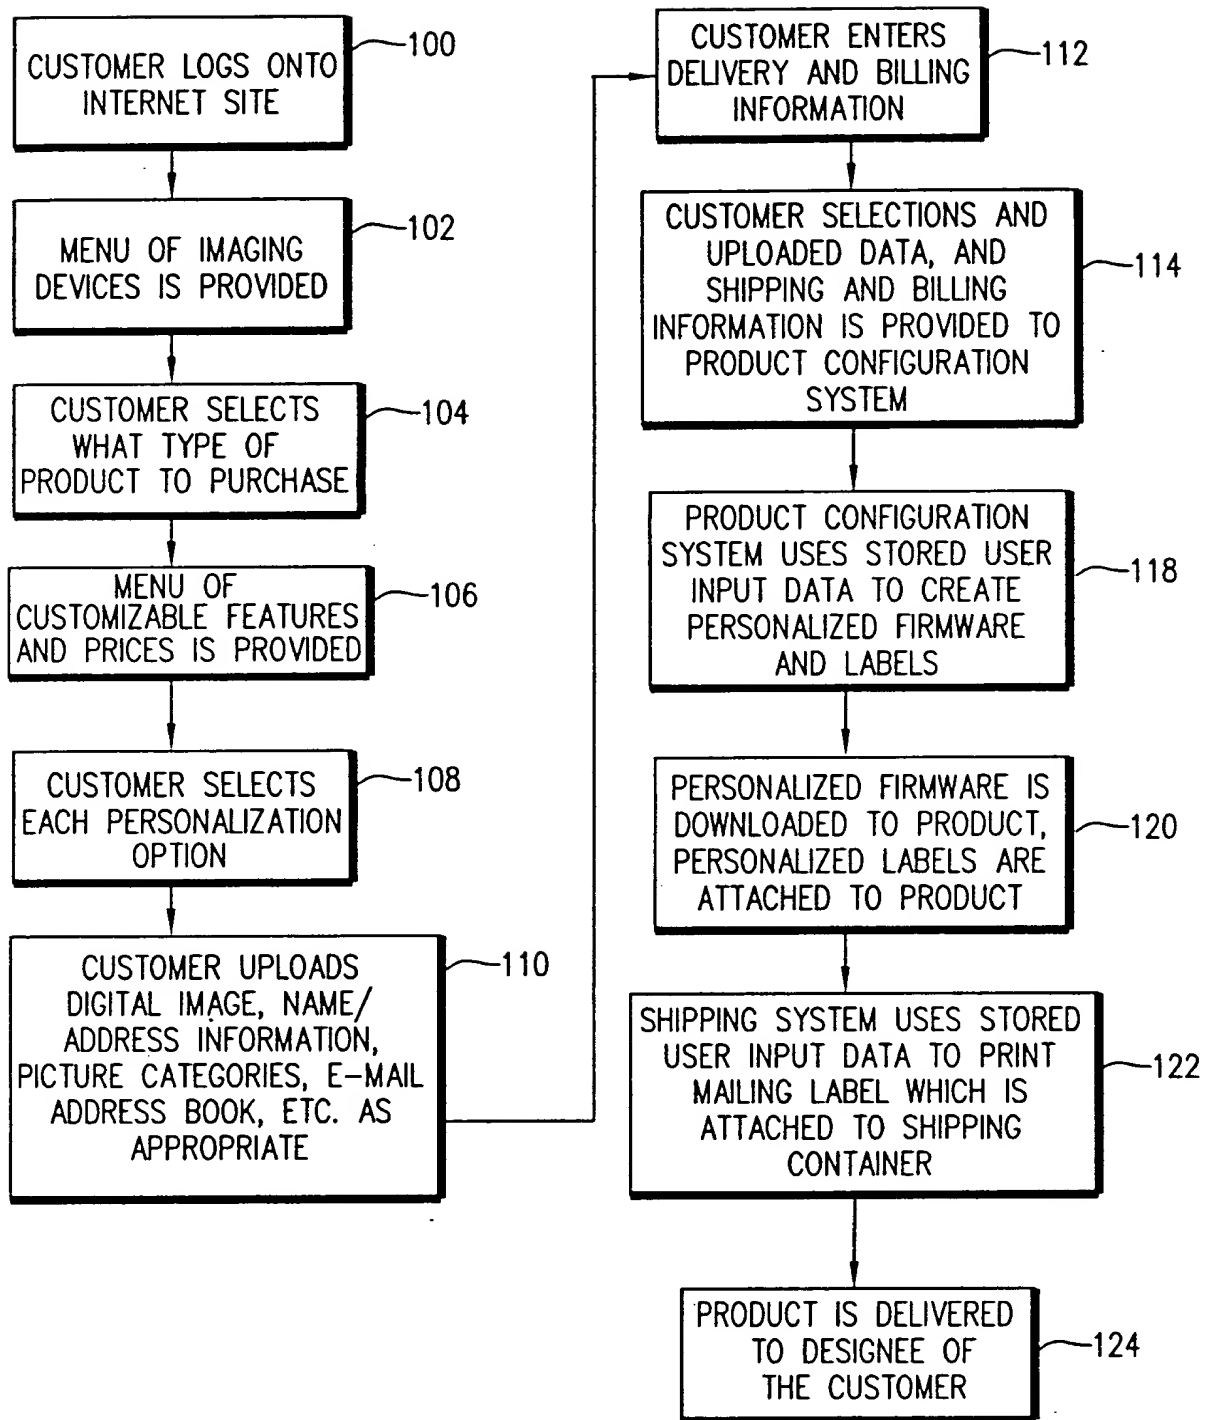 CUSTOMER LOGS ONTO
INTERNET SITE
100
MENU OF IMAGING
DEVICES IS PROVIDED
102
CUSTOMER SELECTS
WHAT TYPE OF
PRODUCT TO PURCHASE
104
MENU OF
CUSTOMIZABLE FEATURES
AND PRICES IS PROVIDED
106
CUSTOMER SELECTS
EACH PERSONALIZATION
OPTION
108
CUSTOMER UPLOADS
DIGITAL IMAGE, NAME/
ADDRESS INFORMATION,
PICTURE CATEGORIES, E-MAIL
ADDRESS BOOK, ETC. AS
APPROPRIATE
110
CUSTOMER ENTERS
DELIVERY AND BILLING
INFORMATION
112
CUSTOMER SELECTIONS AND
UPLOADED DATA, AND
SHIPPING AND BILLING
INFORMATION IS PROVIDED TO
PRODUCT CONFIGURATION
SYSTEM
114
PRODUCT CONFIGURATION
SYSTEM USES STORED USER
INPUT DATA TO CREATE
PERSONALIZED FIRMWARE
AND LABELS
118
PERSONALIZED FIRMWARE IS
DOWNLOADED TO PRODUCT,
PERSONALIZED LABELS ARE
ATTACHED TO PRODUCT
120
SHIPPING SYSTEM USES STORED
USER INPUT DATA TO PRINT
MAILING LABEL WHICH IS
ATTACHED TO SHIPPING
CONTAINER
122
PRODUCT IS DELIVERED
TO DESIGNEE OF
THE CUSTOMER
124